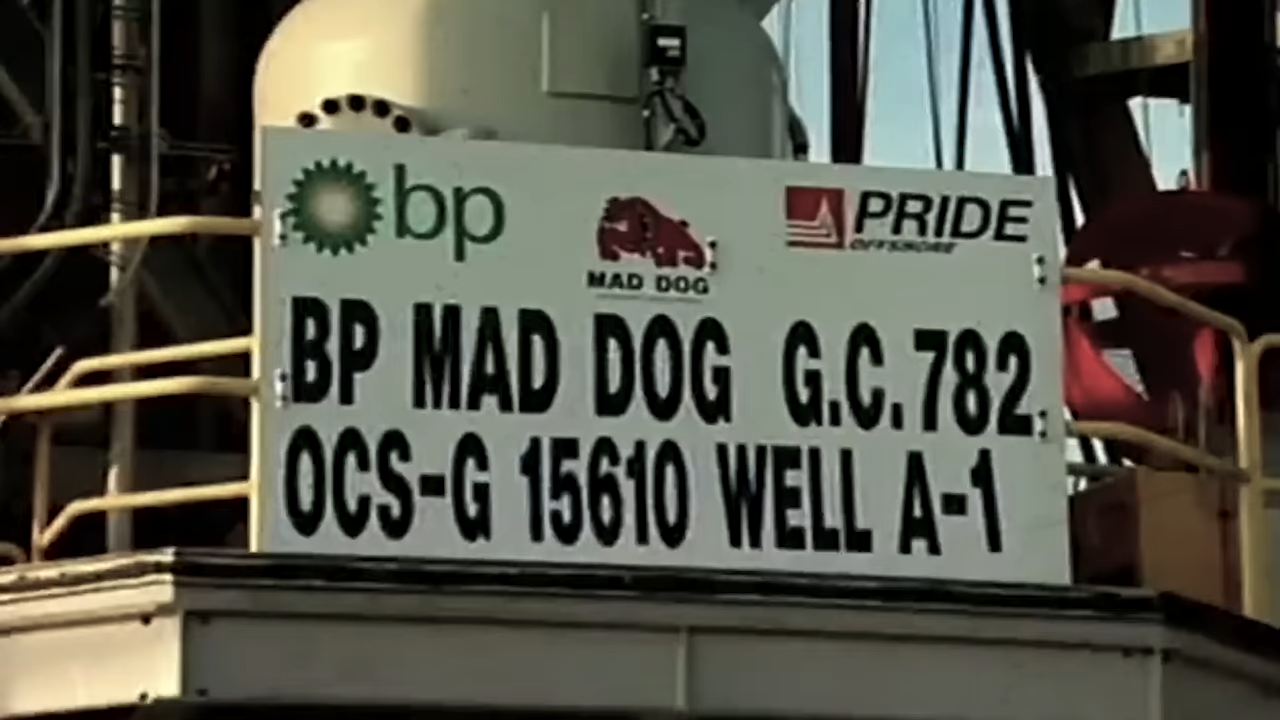 bp
MAD DOG
PRIDE
OFFSHORE
BP MAD DOG G.C. 782
OCS-G 15610 WELL A-1